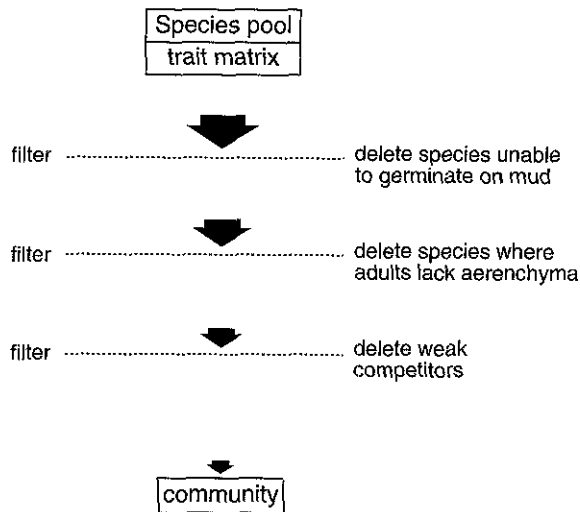 Species pool
trait matrix
filter
delete species unable
to germinate on mud
filter
delete species where
adults lack aerenchyma
filter
delete weak
competitors
community